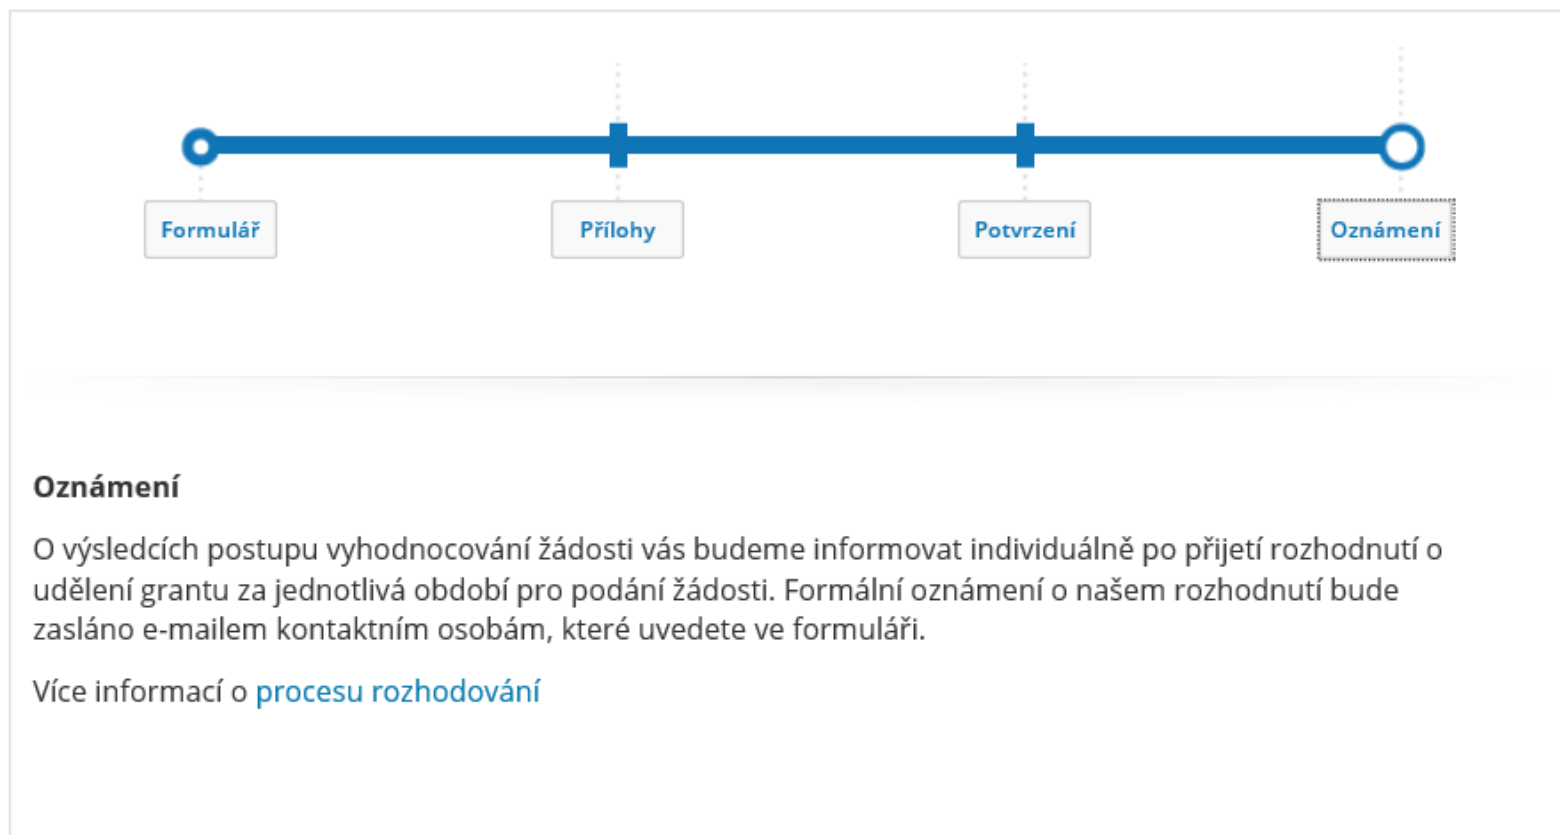 Formulář
Přílohy
Potvrzení
Oznámení
Oznámení
O výsledcích postupu vyhodnocování žádosti vás budeme informovat individuálně po přijetí rozhodnutí o
udělení grantu za jednotlivá období pro podání žádosti. Formální oznámení o našem rozhodnutí bude
zasláno e-mailem kontaktním osobám, které uvedete ve formuláři.
Více informací o procesu rozhodování